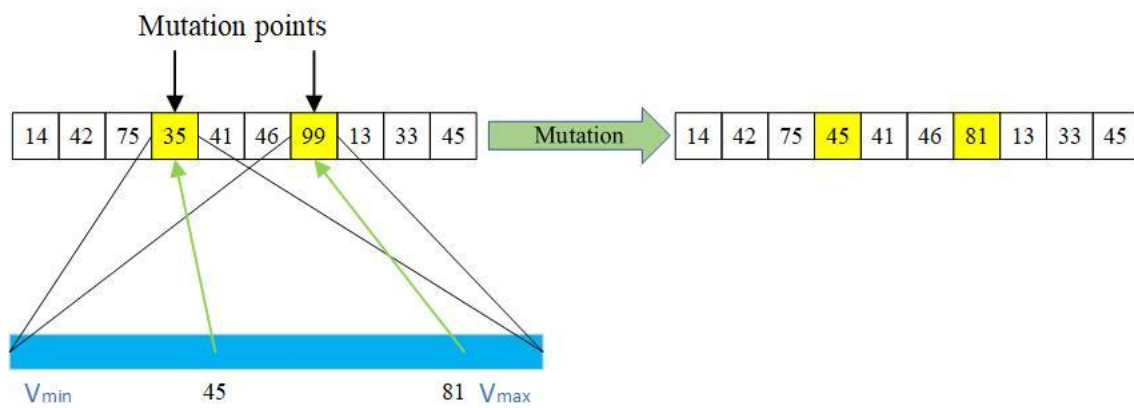 Mutation points
14 42 75 35 41 46 99 13 33 45
Mutation
14 42 75 45 41 46 81 13 33 45
Vmin 45 81 Vmax